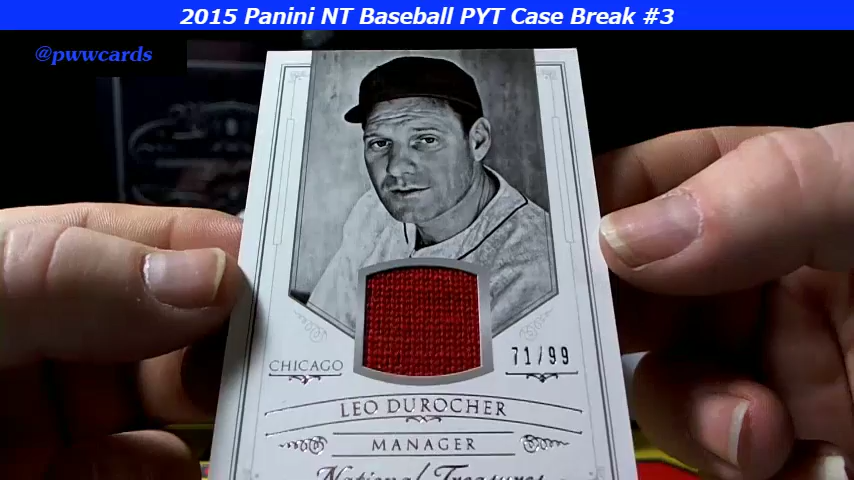 2015 Panini NT Baseball PYT Case Break #3
@pwwcards
CHICAGO
71/99
LEO DUROCHER
MANAGER
National Treasures